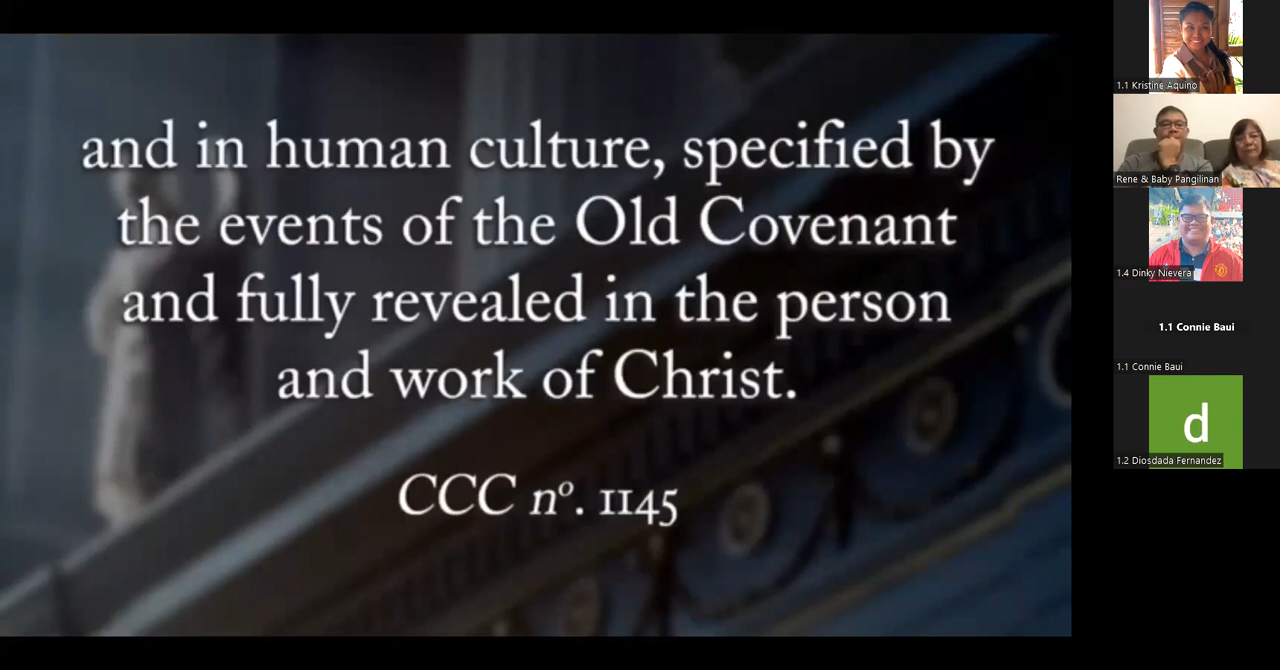 and in human culture, specified by
the events of the Old Covenant
and fully revealed in the person
and work of Christ.
CCC nº. 1145
1.1 Kristine Aquino
Rene & Baby Pangilinan
1.4 Dinky Nievera
1.1 Connie Baui
1.1 Connie Baui
d
1.2 Diosdada Fernandez